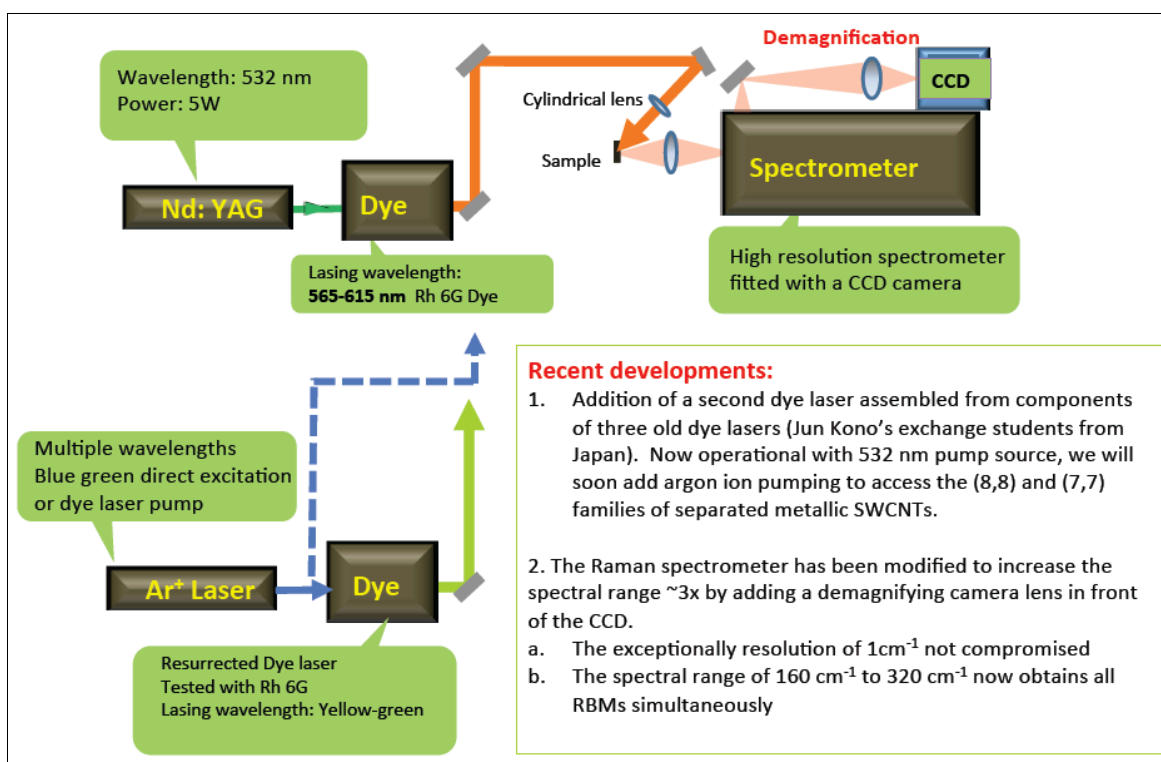 Demagnification
Wavelength: 532 nm
Power: 5W
CCD
Cylindrical lens
Sample
Spectrometer
Nd: YAG
Dye
High resolution spectrometer
fitted with a CCD camera
Lasing wavelength:
565-615 nm Rh 6G Dye
Multiple wavelengths
Blue green direct excitation
or dye laser pump
Ar⁺ Laser
Dye
Resurrected Dye laser
Tested with Rh 6G
Lasing wavelength: Yellow-green
Recent developments:
1. Addition of a second dye laser assembled from components
of three old dye lasers (Jun Kono's exchange students from
Japan). Now operational with 532 nm pump source, we will
soon add argon ion pumping to access the (8,8) and (7,7)
families of separated metallic SWCNTs.
2. The Raman spectrometer has been modified to increase the
spectral range ~3x by adding a demagnifying camera lens in front
of the CCD.
a. The exceptionally resolution of 1cm⁻¹ not compromised
b. The spectral range of 160 cm⁻¹ to 320 cm⁻¹ now obtains all
RBMs simultaneously